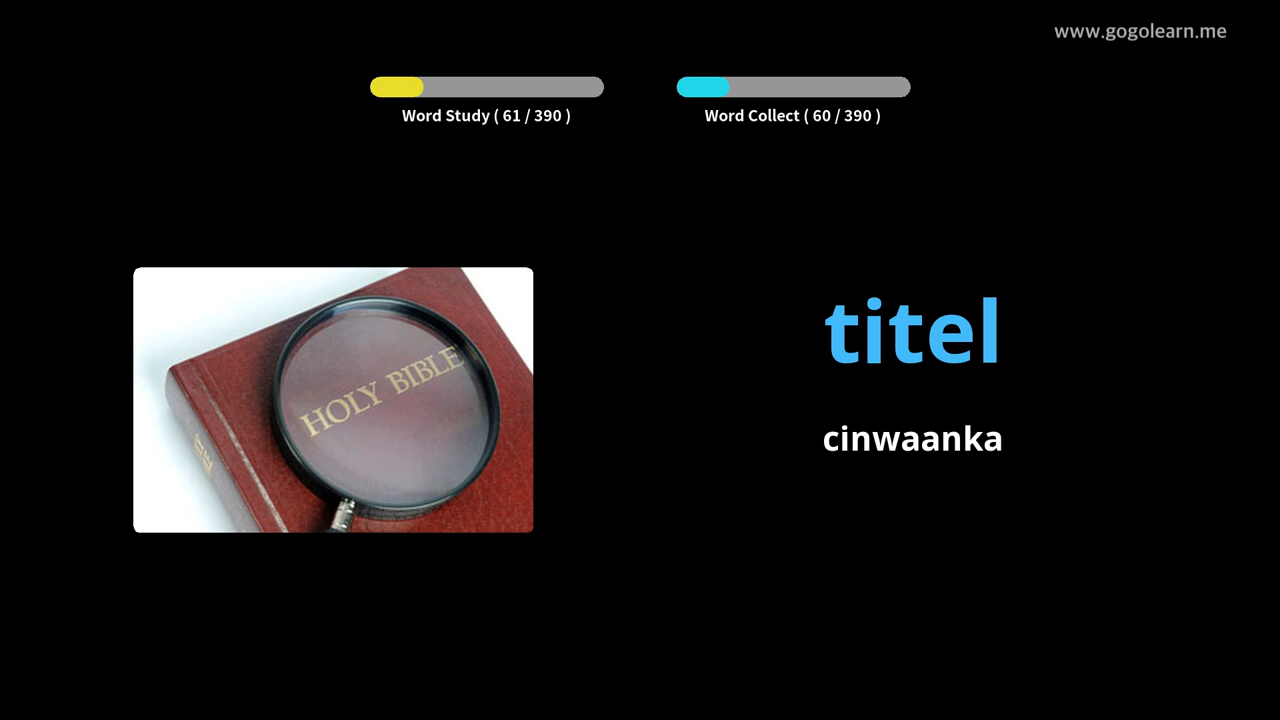 www.gogolearn.me
Word Study ( 61 / 390 )
Word Collect ( 60 / 390 )
HOLY BIBLE
titel
cinwaanka